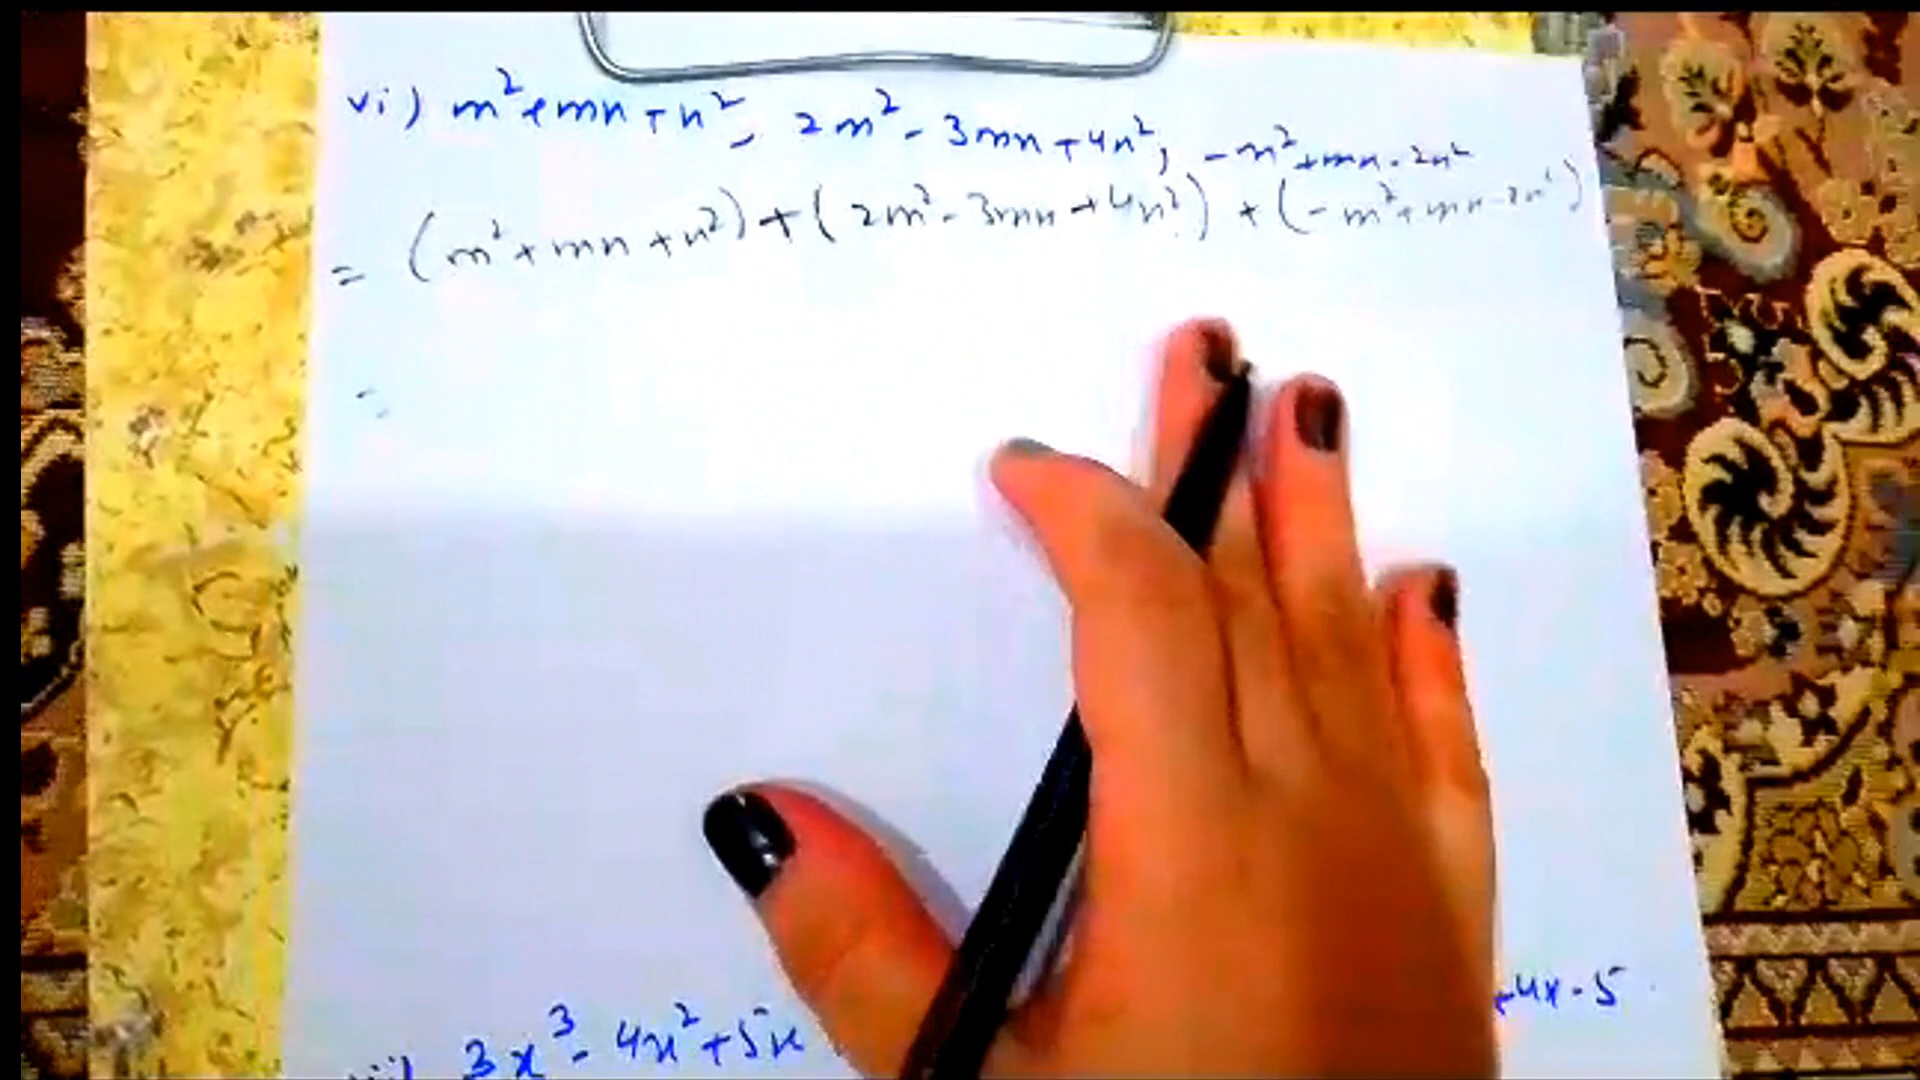 vi) m²+mn+n², 2m²-3mn+4n², -m²+mn-2n²
= (m²+mn+n²)+(2m²-3mn+4n²)+(-m²+mn-2n²)
=
3x³-4x²+5x +4x-5